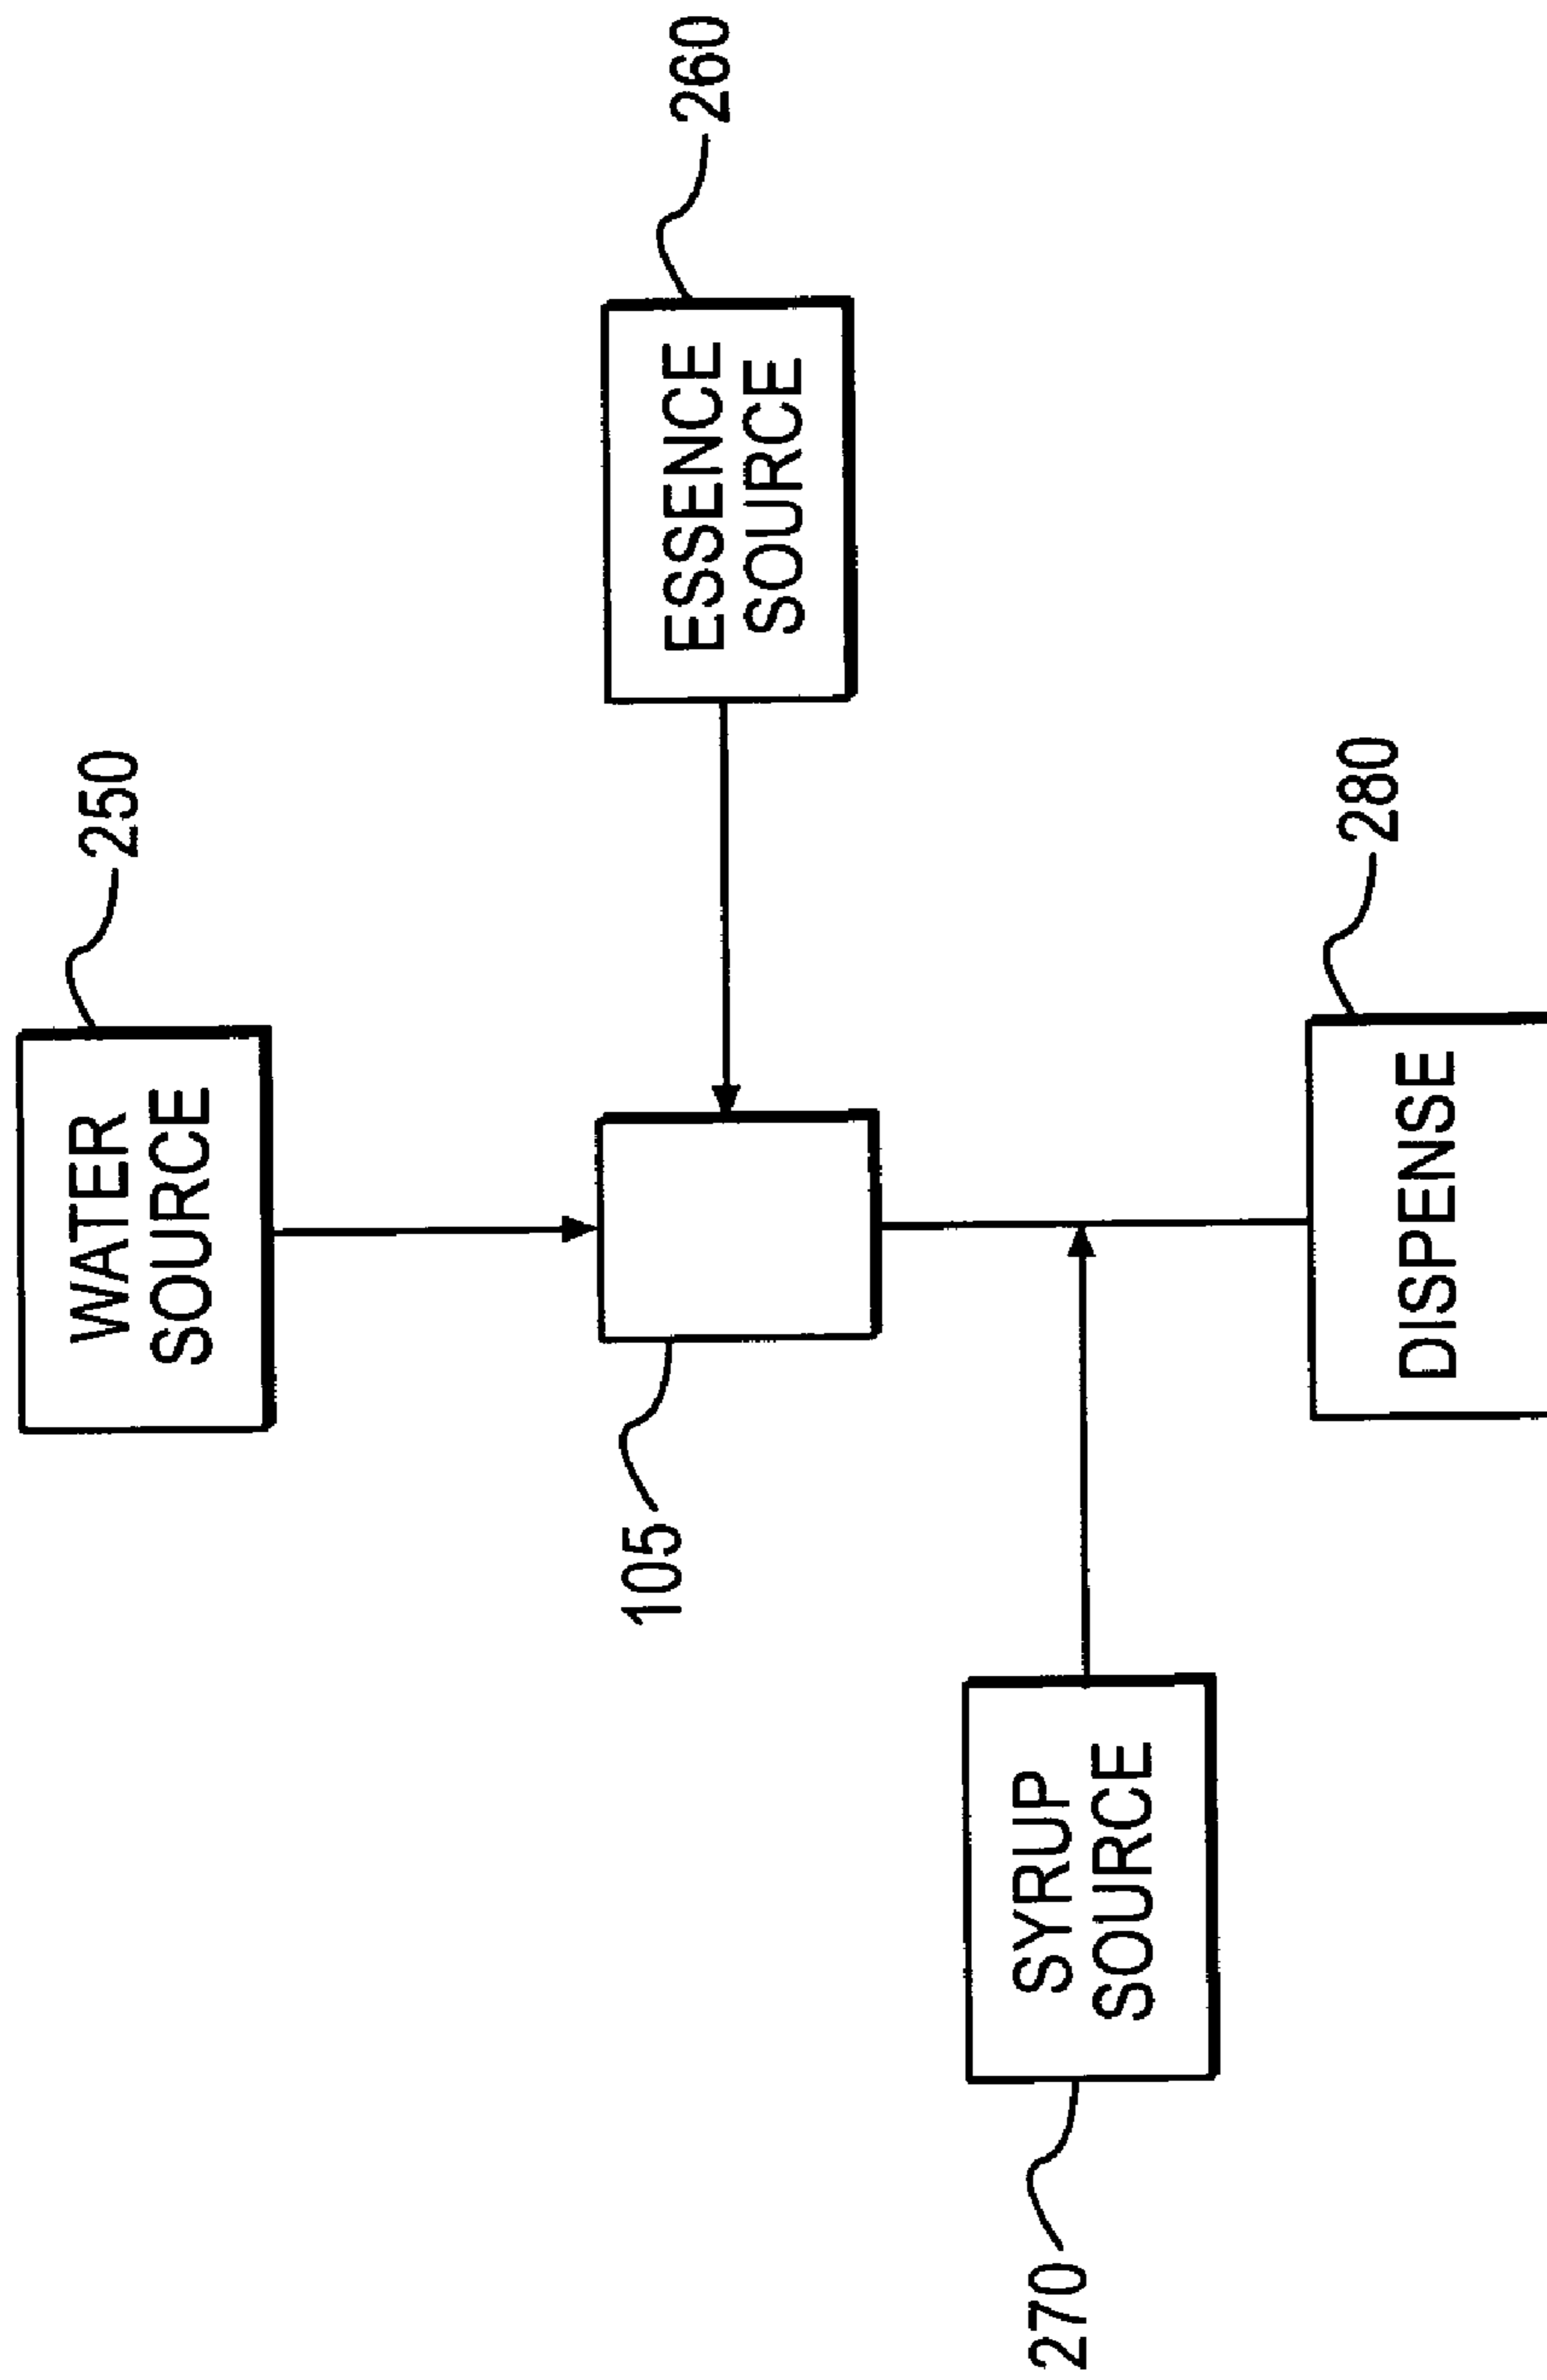 250
WATER
SOURCE
260
ESSENCE
SOURCE
105
270
SYRUP
SOURCE
280
DISPENSE